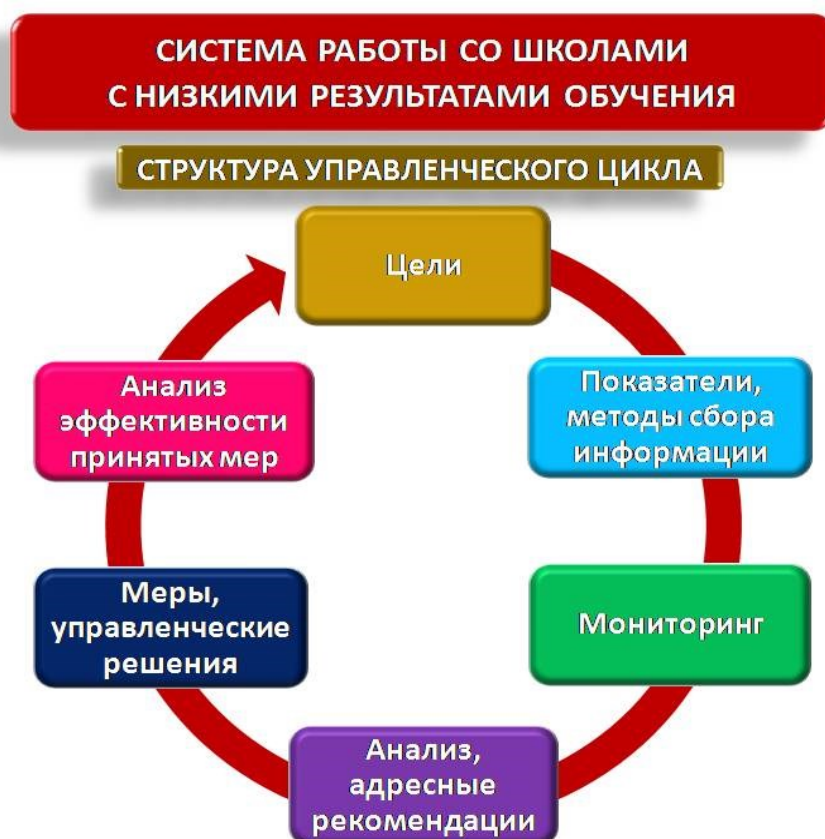 СИСТЕМА РАБОТЫ СО ШКОЛАМИ
С НИЗКИМИ РЕЗУЛЬТАТАМИ ОБУЧЕНИЯ
СТРУКТУРА УПРАВЛЕНЧЕСКОГО ЦИКЛА
Цели
Показатели,
методы сбора
информации
Мониторинг
Анализ,
адресные
рекомендации
Меры,
управленческие
решения
Анализ
эффективности
принятых мер